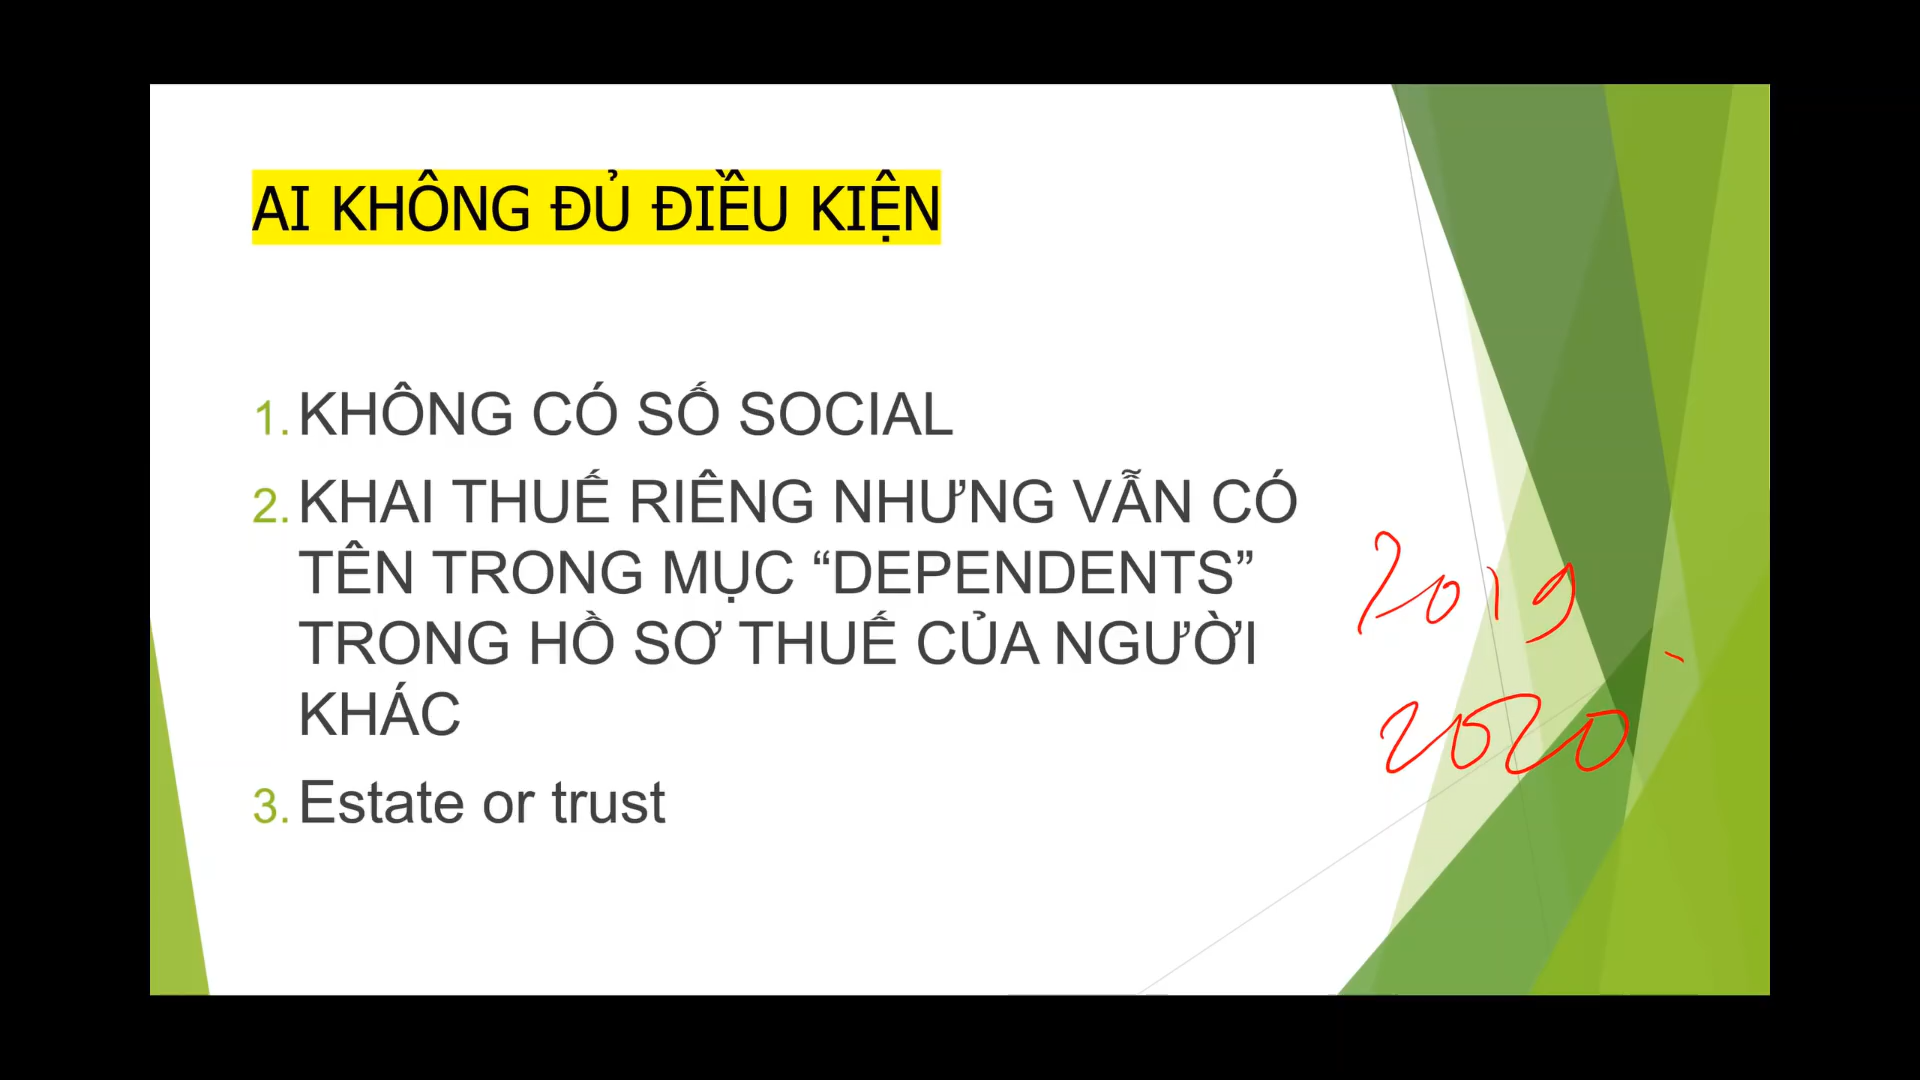 AI KHÔNG ĐỦ ĐIỀU KIỆN
1. KHÔNG CÓ SỐ SOCIAL
2. KHAI THUẾ RIÊNG NHƯNG VẪN CÓ
TÊN TRONG MỤC “DEPENDENTS”
TRONG HỒ SƠ THUẾ CỦA NGƯỜI
KHÁC
3. Estate or trust
2019
2020